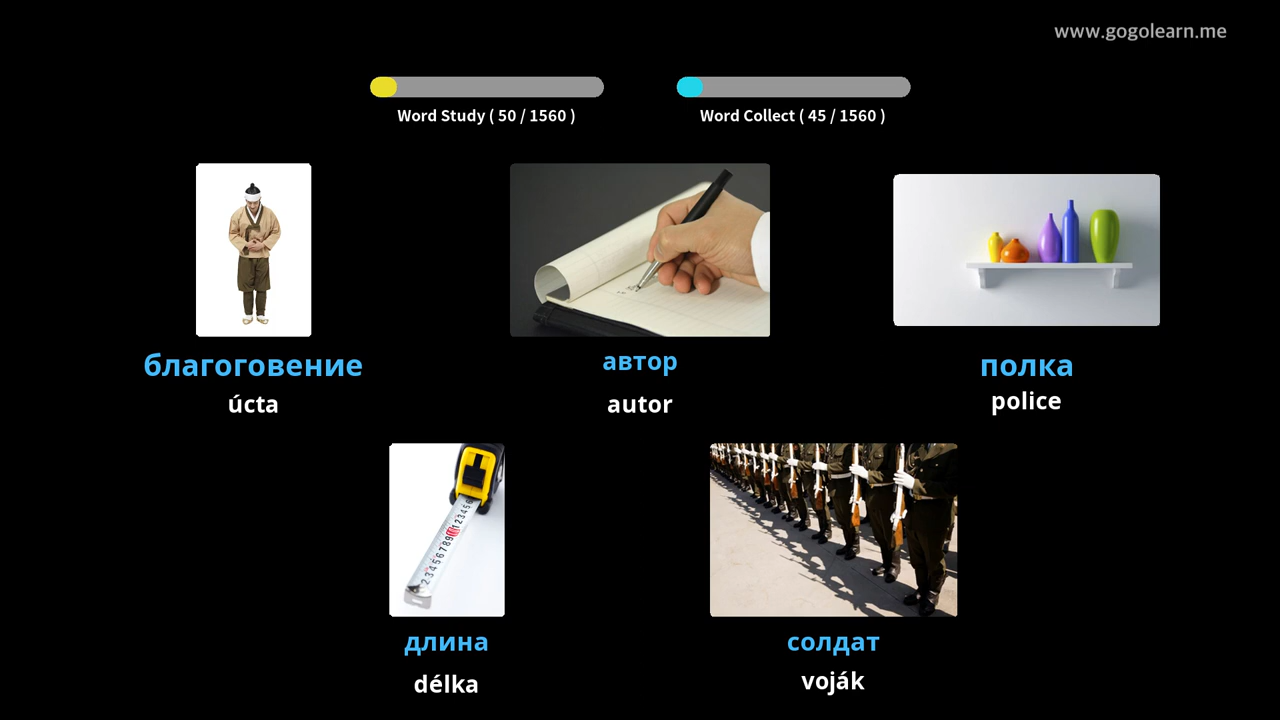 www.gogolearn.me
Word Study ( 50 / 1560 )
Word Collect ( 45 / 1560 )
благоговение
úcta
автор
autor
полка
police
длина
délka
солдат
voják